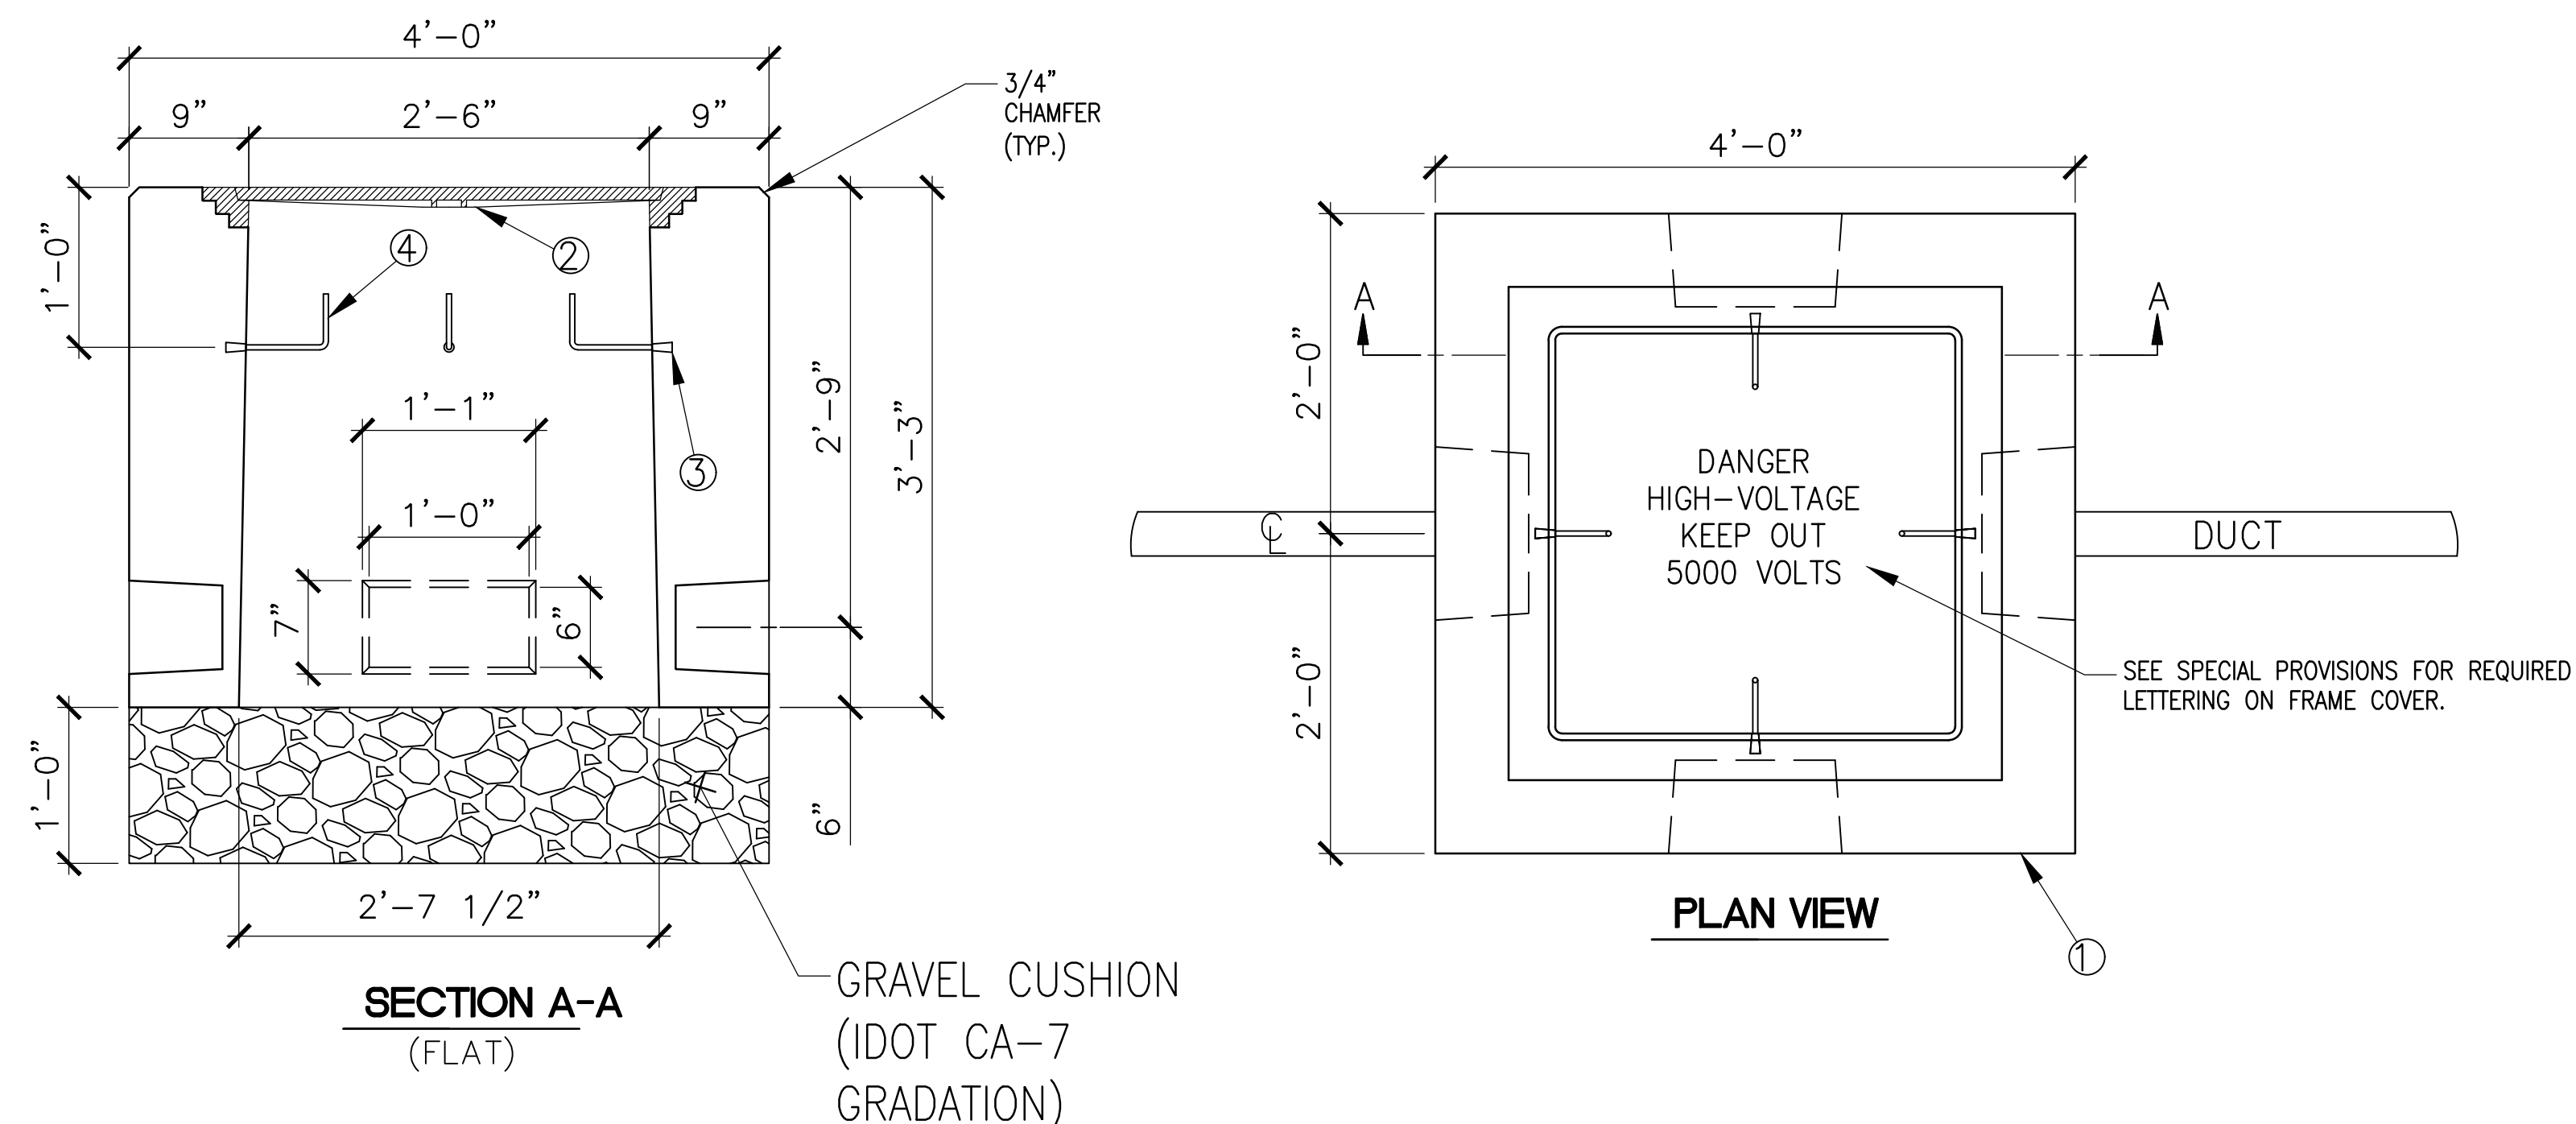 4'-0"
9"
2'-6"
9"
3/4"
CHAMFER
(TYP.)
1'-0"
4
2
3
1'-1"
1'-0"
7"
6"
2'-9"
3'-3"
1'-0"
6"
2'-7 1/2"
SECTION A-A
(FLAT)
GRAVEL CUSHION
(IDOT CA-7
GRADATION)
4'-0"
A
A
2'-0"
2'-0"
CL
DANGER
HIGH-VOLTAGE
KEEP OUT
5000 VOLTS
DUCT
SEE SPECIAL PROVISIONS FOR REQUIRED
LETTERING ON FRAME COVER.
PLAN VIEW
1